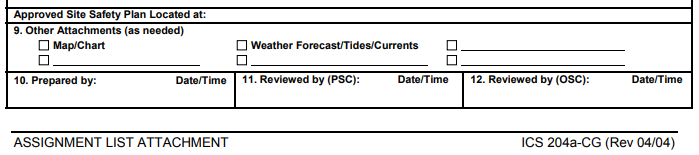 Approved Site Safety Plan Located at:
9. Other Attachments (as needed)
Map/Chart Weather Forecast/Tides/Currents
10. Prepared by: Date/Time 11. Reviewed by (PSC): Date/Time 12. Reviewed by (OSC): Date/Time
ASSIGNMENT LIST ATTACHMENT ICS 204a-CG (Rev 04/04)